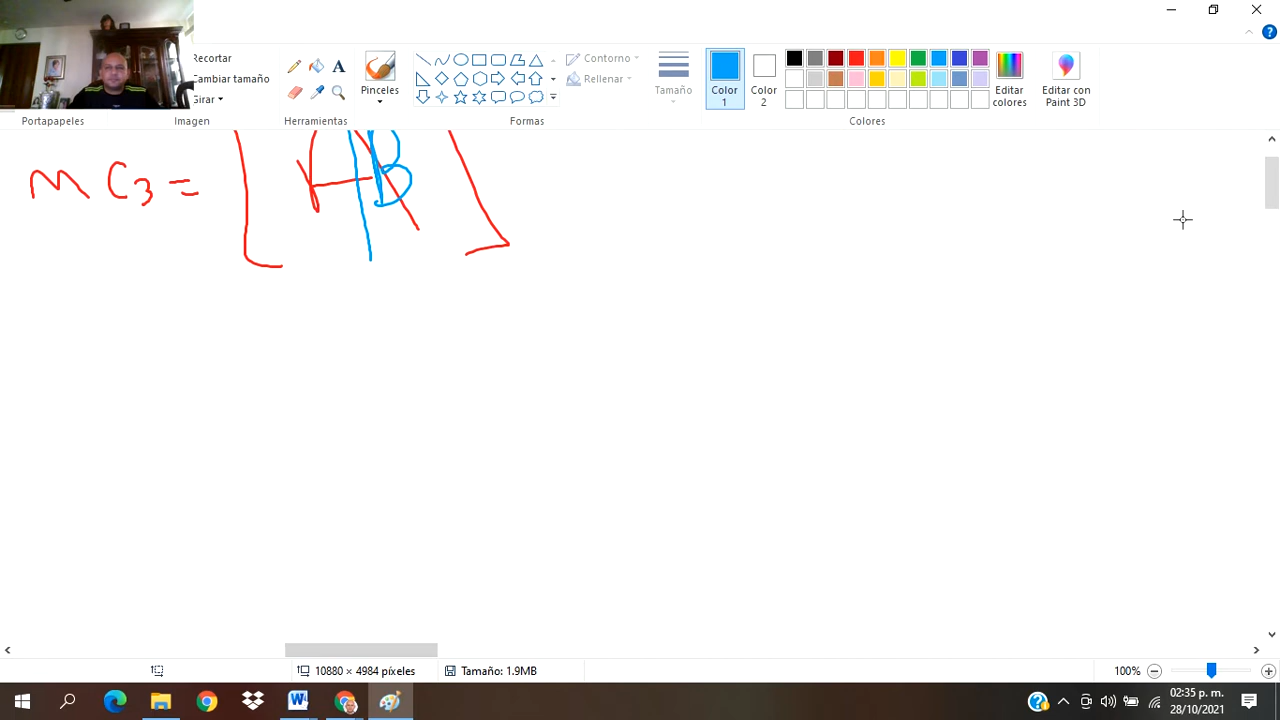 Recortar
Cambiar tamaño
Girar
Portapapeles
Imagen
A
Herramientas
Pinceles
Contorno
Rellenar
Formas
Tamaño
Color 1
Color 2
Editar colores
Editar con Paint 3D
Colores
MC3 = [ A | B ]
10880 × 4984 píxeles
Tamaño: 1.9MB
100%
W
02:35 p. m.
28/10/2021